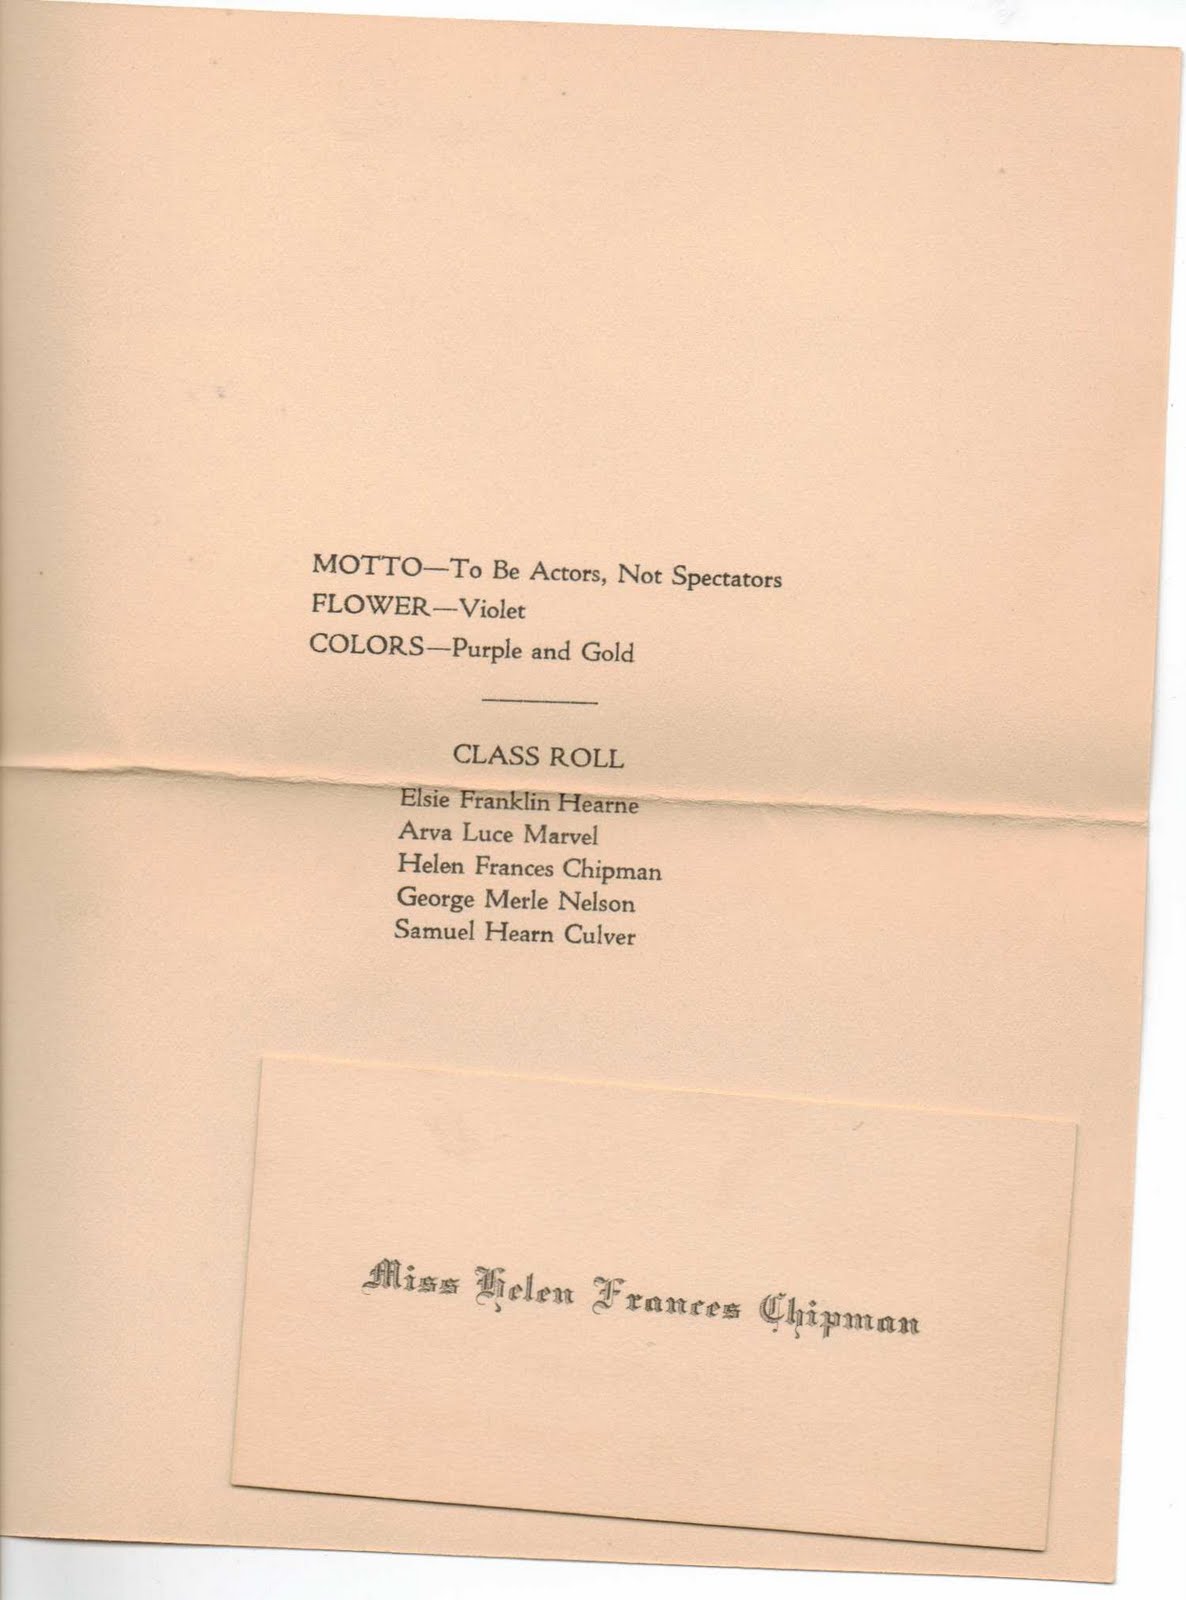 MOTTO—To Be Actors, Not Spectators
FLOWER—Violet
COLORS—Purple and Gold
CLASS ROLL
Elsie Franklin Hearne
Arva Luce Marvel
Helen Frances Chipman
George Merle Nelson
Samuel Hearn Culver
Miss Helen Frances Chipman